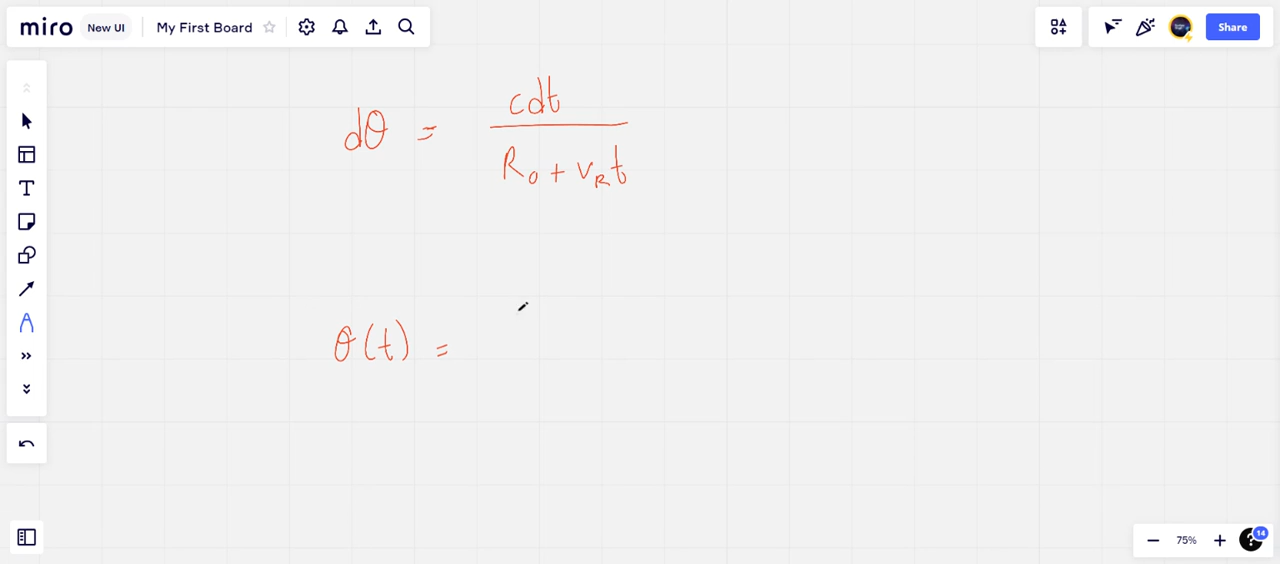 miro New UI My First Board Share
dθ = cdt
R₀ + v_R t
θ(t) =
T
14
75%
?